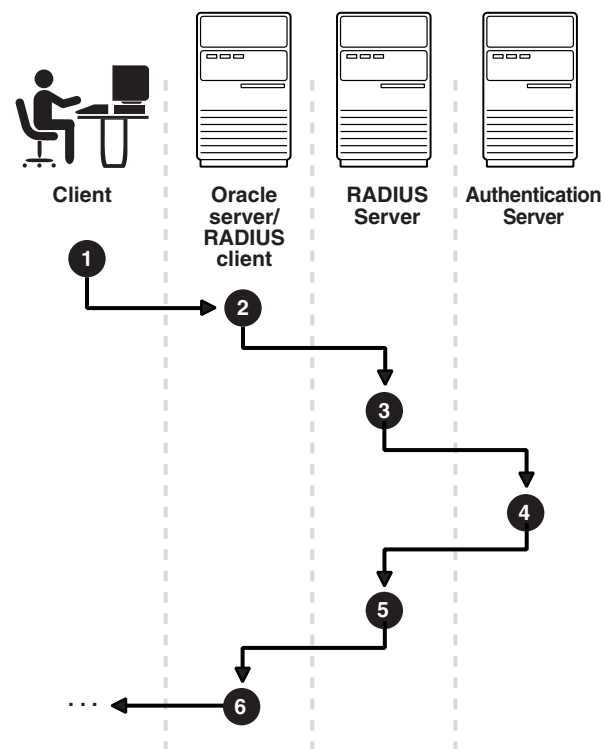 Client
Oracle
server/
RADIUS
client
RADIUS
Server
Authentication
Server
1
2
3
4
5
6
...